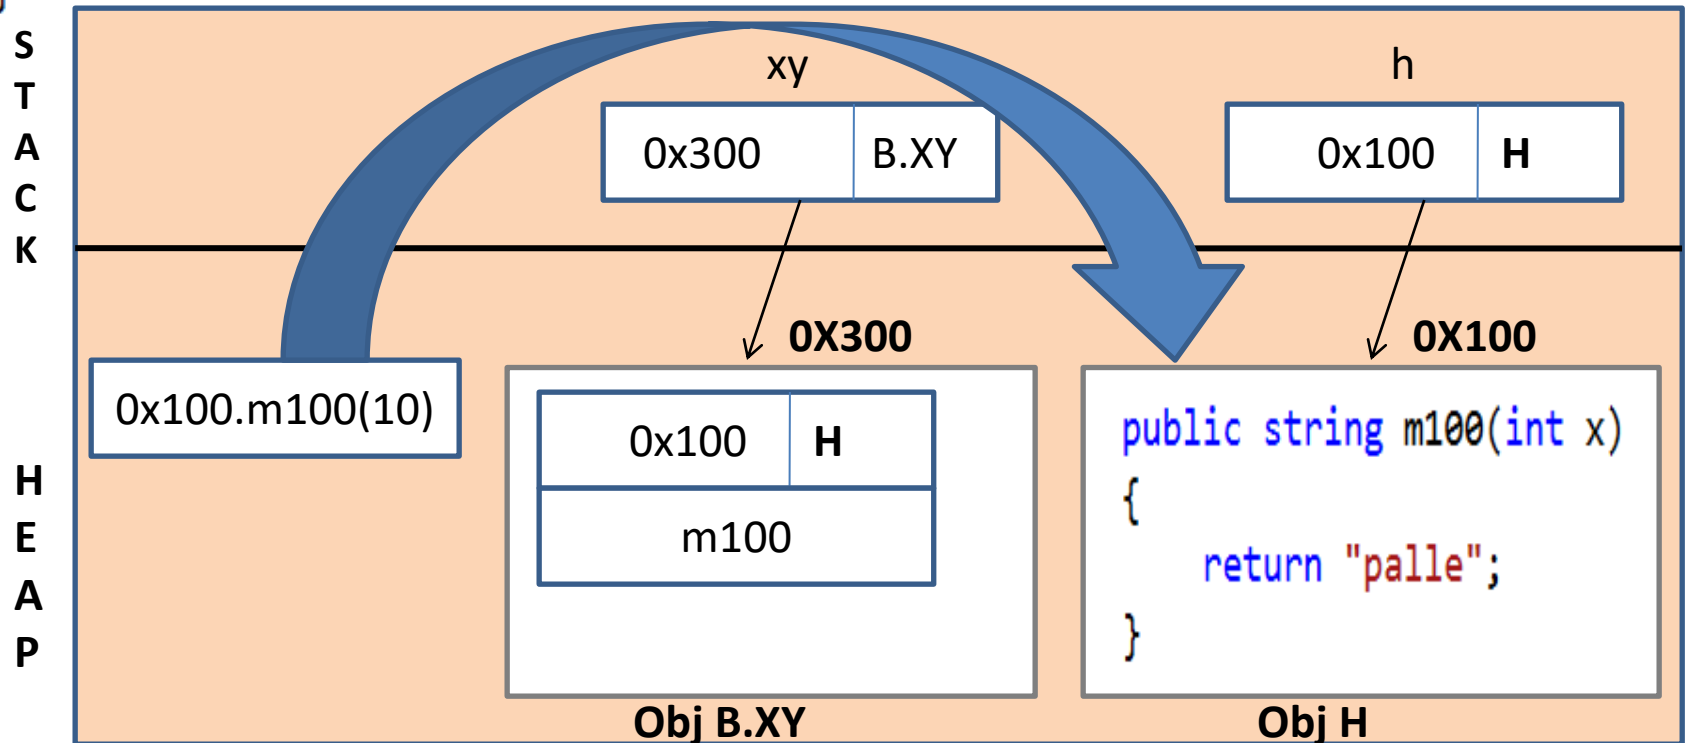 S
T
A
C
K
xy
h
0x300 B.XY
0x100 H
0X300
0X100
0x100.m100(10)
H
E
A
P
0x100 H
m100
public string m100(int x)
{
return "palle";
}
Obj B.XY
Obj H